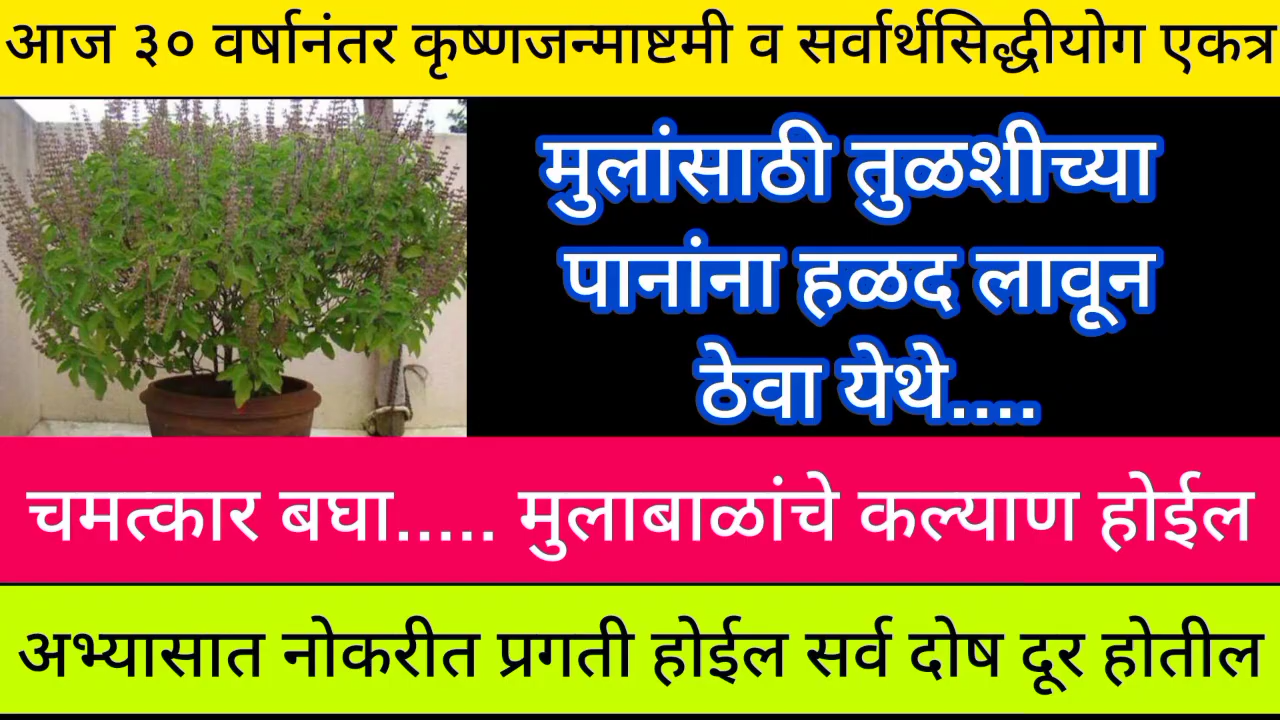 आज ३० वर्षानंतर कृष्णजन्माष्टमी व सर्वार्थसिद्धीयोग एकत्र
मुलांसाठी तुळशीच्या
पानांना हळद लावून
ठेवा येथे....
चमत्कार बघा..... मुलाबाळांचे कल्याण होईल
अभ्यासात नोकरीत प्रगती होईल सर्व दोष दूर होतील